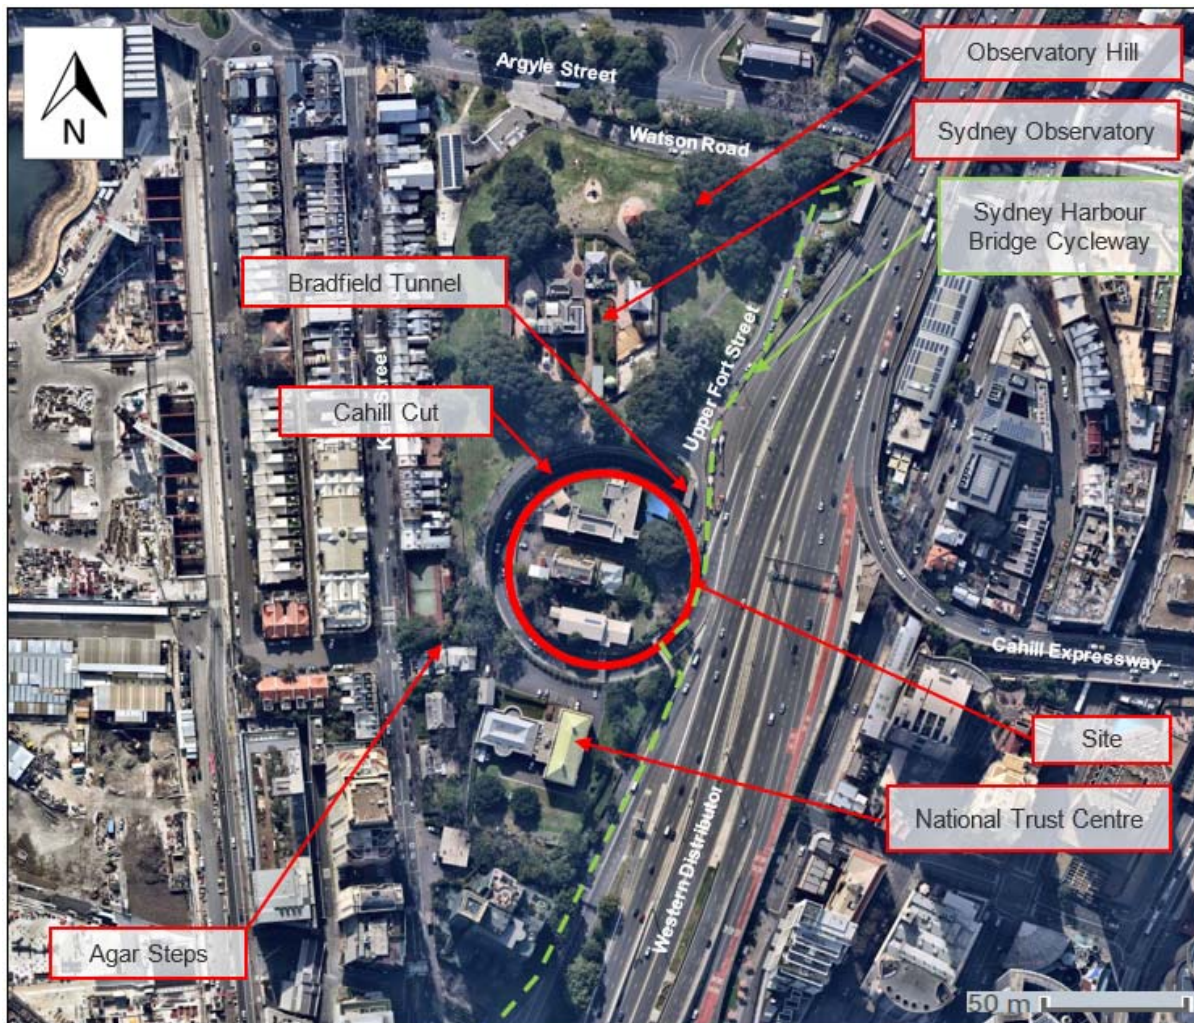 Observatory Hill
Argyle Street
N
Sydney Observatory
Watson Road
Sydney Harbour
Bridge Cycleway
Bradfield Tunnel
Upper Fort Street
Cahill Cut
Street
Cahill Expressway
Site
National Trust Centre
Western Distributor
Agar Steps
50 m